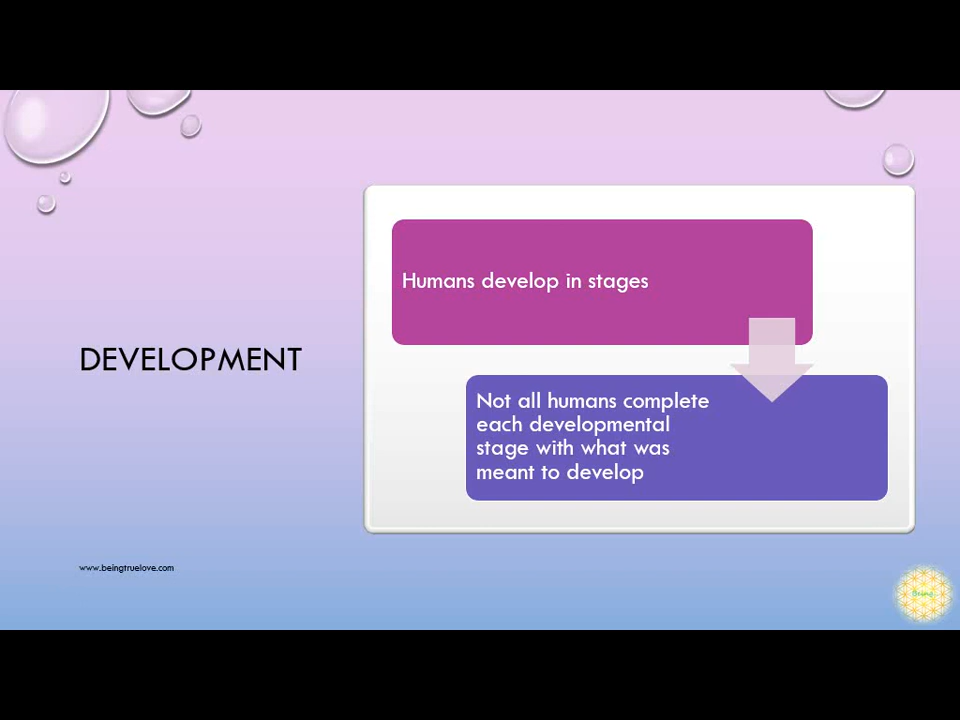 DEVELOPMENT
Humans develop in stages
Not all humans complete
each developmental
stage with what was
meant to develop
www.beingtruelove.com
Being